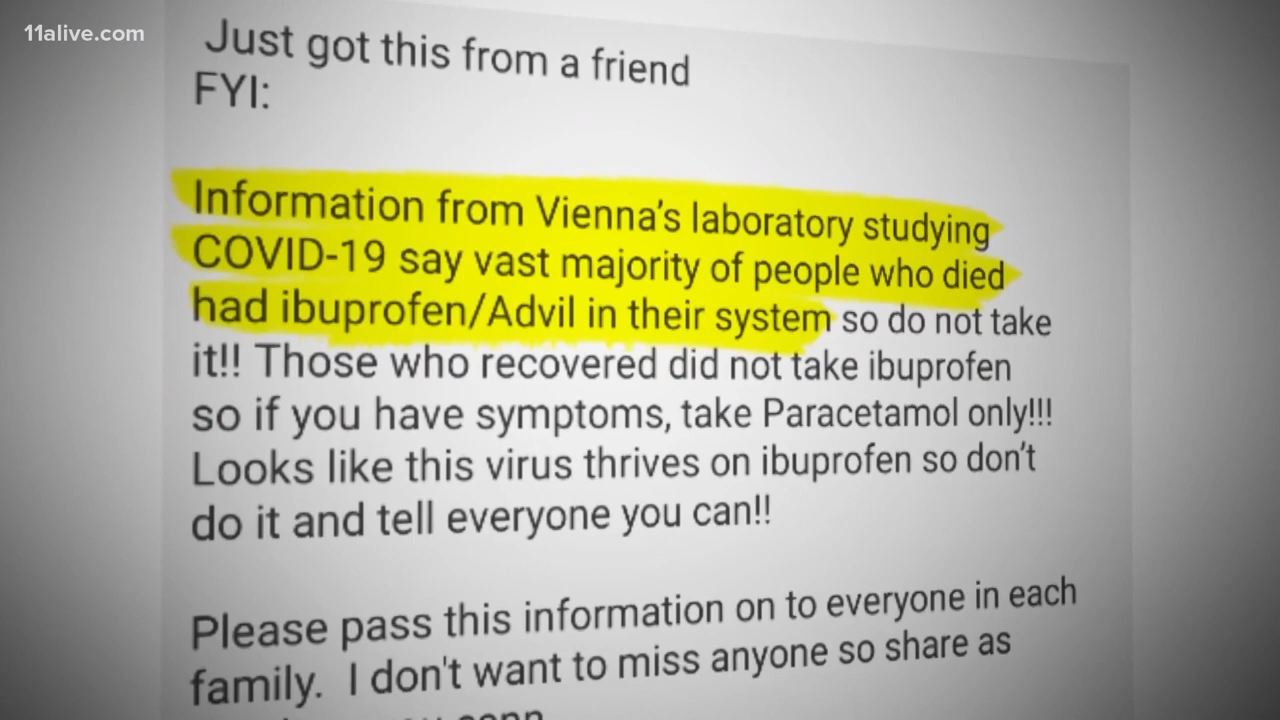 11alive.com
Just got this from a friend
FYI:
Information from Vienna's laboratory studying
COVID-19 say vast majority of people who died
had ibuprofen/Advil in their system so do not take
it!! Those who recovered did not take ibuprofen
so if you have symptoms, take Paracetamol only!!!
Looks like this virus thrives on ibuprofen so don't
do it and tell everyone you can!!
Please pass this information on to everyone in each
family. I don't want to miss anyone so share as